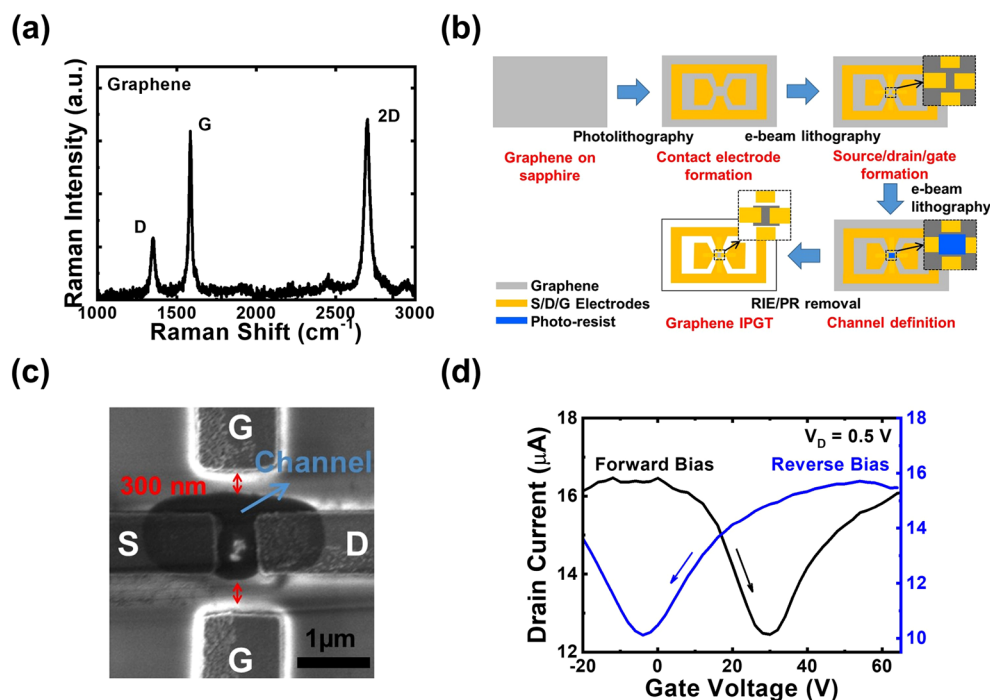 (a)
Raman Intensity (a.u.)
Graphene
D
G
2D
1000 1500 2000 2500 3000
Raman Shift (cm⁻¹)
(b)
Photolithography
e-beam lithography
Graphene on
sapphire
Contact electrode
formation
Source/drain/gate
formation
e-beam
lithography
Graphene
S/D/G Electrodes
Photo-resist
RIE/PR removal
Graphene IPGT
Channel definition
(c)
G
Channel
300 nm
S
D
G
1μm
(d)
Drain Current (μA)
18
16
14
12
18
16
14
12
10
V_D = 0.5 V
Forward Bias
Reverse Bias
-20 0 20 40 60
Gate Voltage (V)